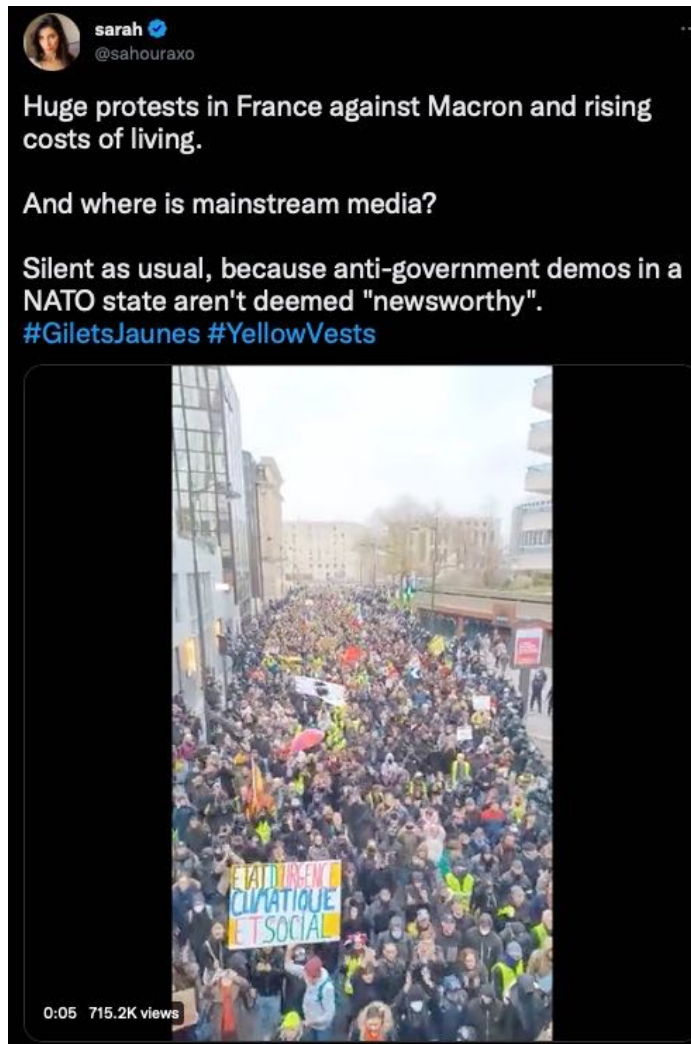 sarah
@sahouraxo
Huge protests in France against Macron and rising
costs of living.
And where is mainstream media?
Silent as usual, because anti-government demos in a
NATO state aren't deemed "newsworthy".
#GiletsJaunes #YellowVests
ETAT D'URGENCE
CLIMATIQUE
ET SOCIAL
0:05 715.2K views